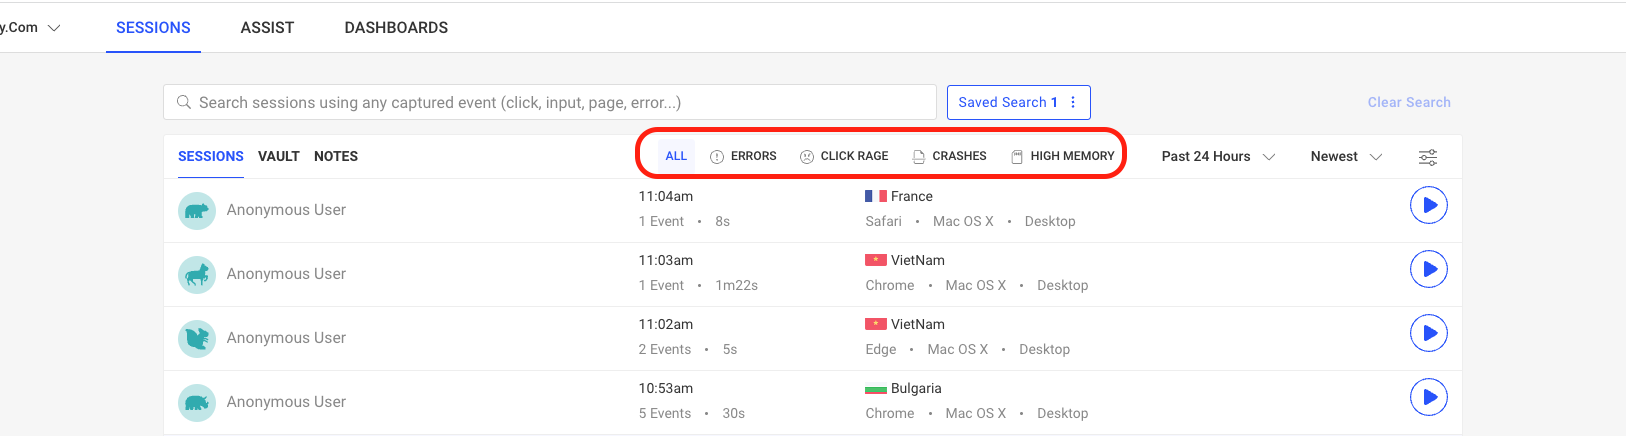 y.Com SESSIONS ASSIST DASHBOARDS
Search sessions using any captured event (click, input, page, error...) Saved Search 1 Clear Search
SESSIONS VAULT NOTES ALL ERRORS CLICK RAGE CRASHES HIGH MEMORY Past 24 Hours Newest
Anonymous User 11:04am France
1 Event • 8s Safari • Mac OS X • Desktop
Anonymous User 11:03am VietNam
1 Event • 1m22s Chrome • Mac OS X • Desktop
Anonymous User 11:02am VietNam
2 Events • 5s Edge • Mac OS X • Desktop
Anonymous User 10:53am Bulgaria
5 Events • 30s Chrome • Mac OS X • Desktop